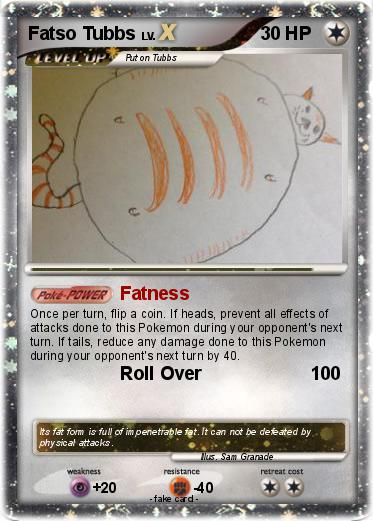 Fatso Tubbs LV. X 30 HP
LEVEL-UP Put on Tubbs
Poké-POWER Fatness
Once per turn, flip a coin. If heads, prevent all effects of
attacks done to this Pokemon during your opponent's next
turn. If tails, reduce any damage done to this Pokemon
during your opponent's next turn by 40.
Roll Over 100
Its fat form is full of impenetrable fat. It can not be defeated by
physical attacks.
Illus. Sam Granade
weakness resistance retreat cost
+20 -40
- fake card -